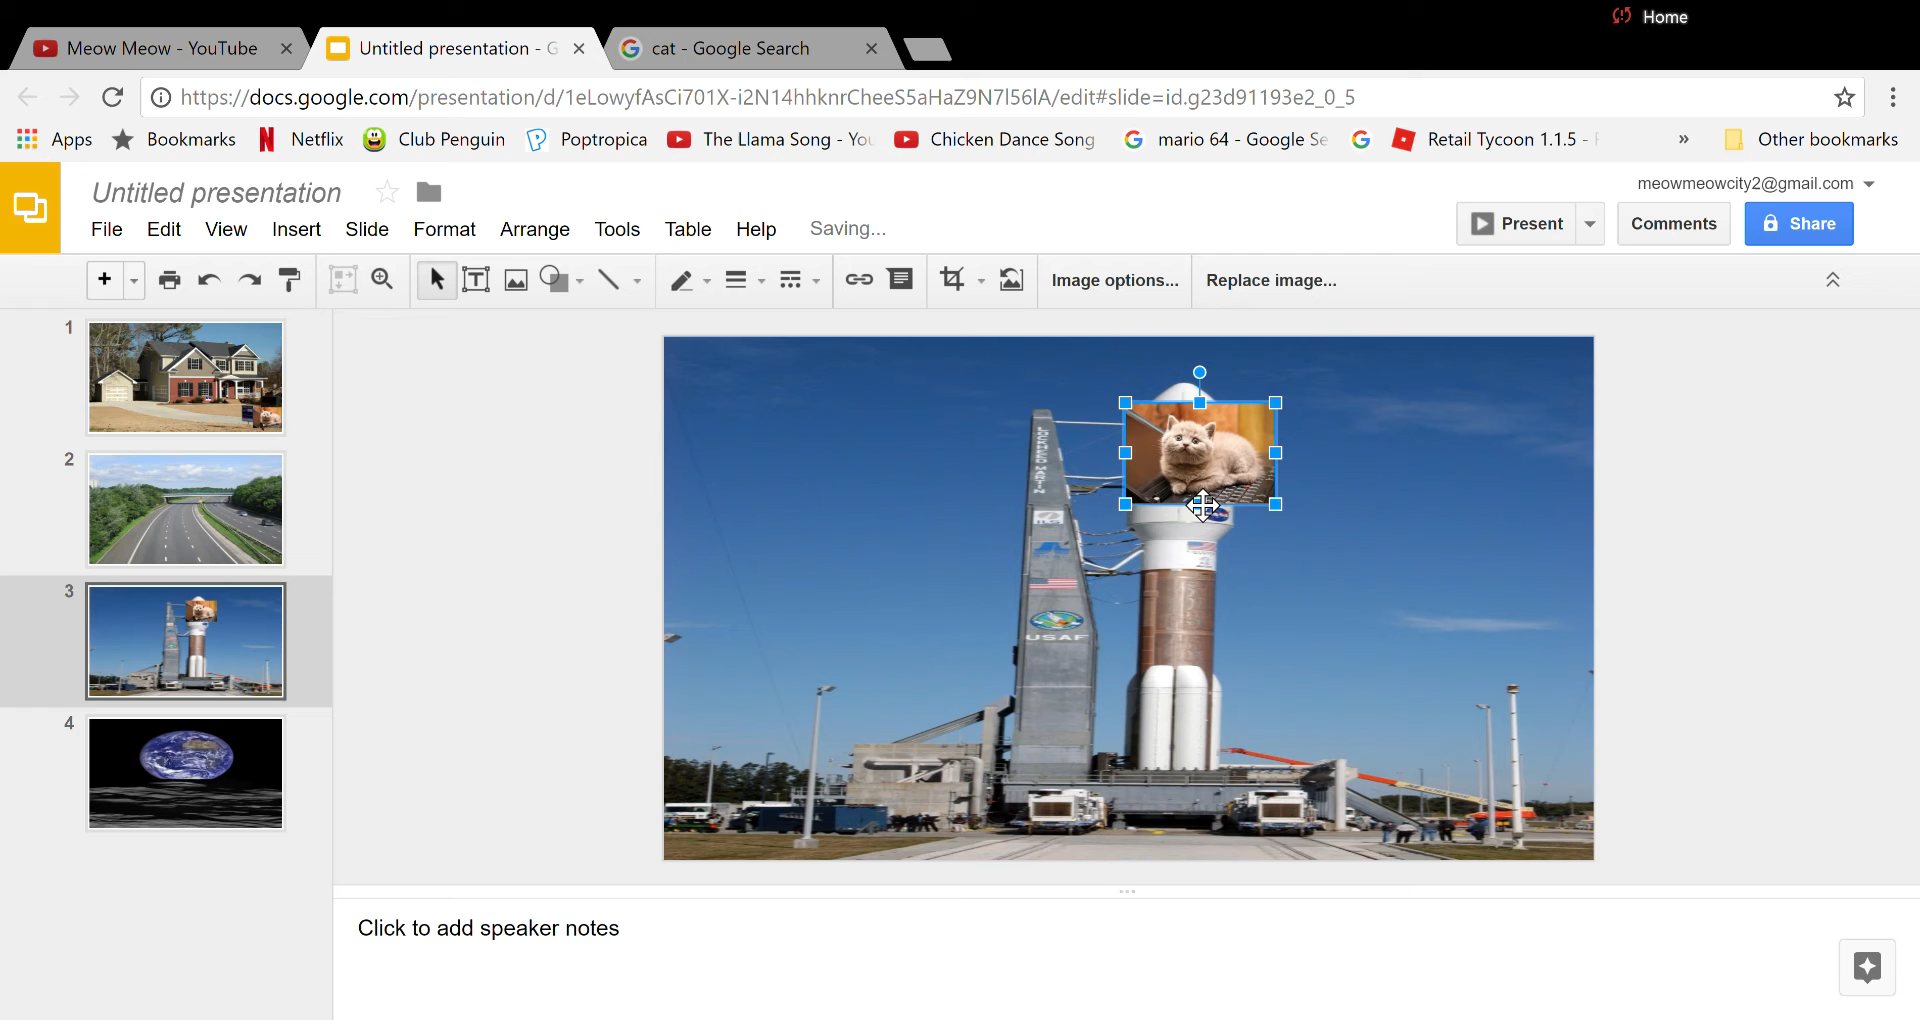 Home
Meow Meow - YouTube
Untitled presentation - G
cat - Google Search
https://docs.google.com/presentation/d/1eLowyfAsCi701X-i2N14hhknrCheeS5aHaZ9N7I56IA/edit#slide=id.g23d91193e2_0_5
Apps Bookmarks Netflix Club Penguin Poptropica The Llama Song - You Chicken Dance Song mario 64 - Google Se Retail Tycoon 1.1.5 - » Other bookmarks
Untitled presentation
meowmeowcity2@gmail.com
File Edit View Insert Slide Format Arrange Tools Table Help Saving...
Present Comments Share
Image options... Replace image...
1
2
3
4
LOCKHEED MARTIN
ILS
USAF
Click to add speaker notes